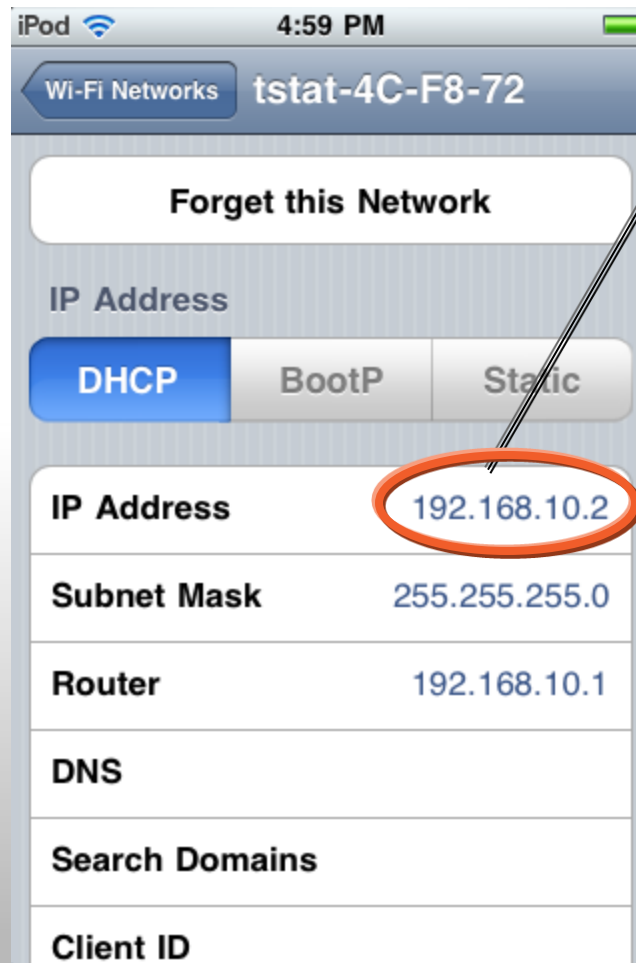 iPod 4:59 PM
Wi-Fi Networks tstat-4C-F8-72
Forget this Network
IP Address
DHCP BootP Static
IP Address 192.168.10.2
Subnet Mask 255.255.255.0
Router 192.168.10.1
DNS
Search Domains
Client ID